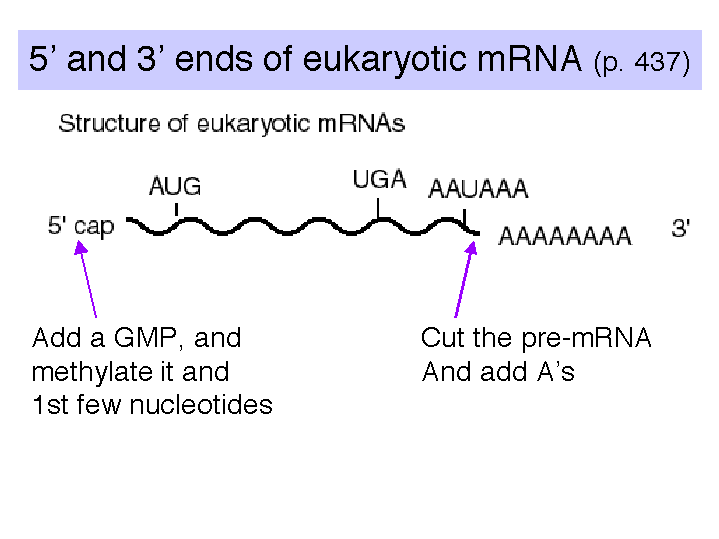 5’ and 3’ ends of eukaryotic mRNA (p. 437)
Structure of eukaryotic mRNAs
AUG UGA AAUAAA
5' cap AAAAAAAA 3'
Add a GMP, and
methylate it and
1st few nucleotides
Cut the pre-mRNA
And add A’s